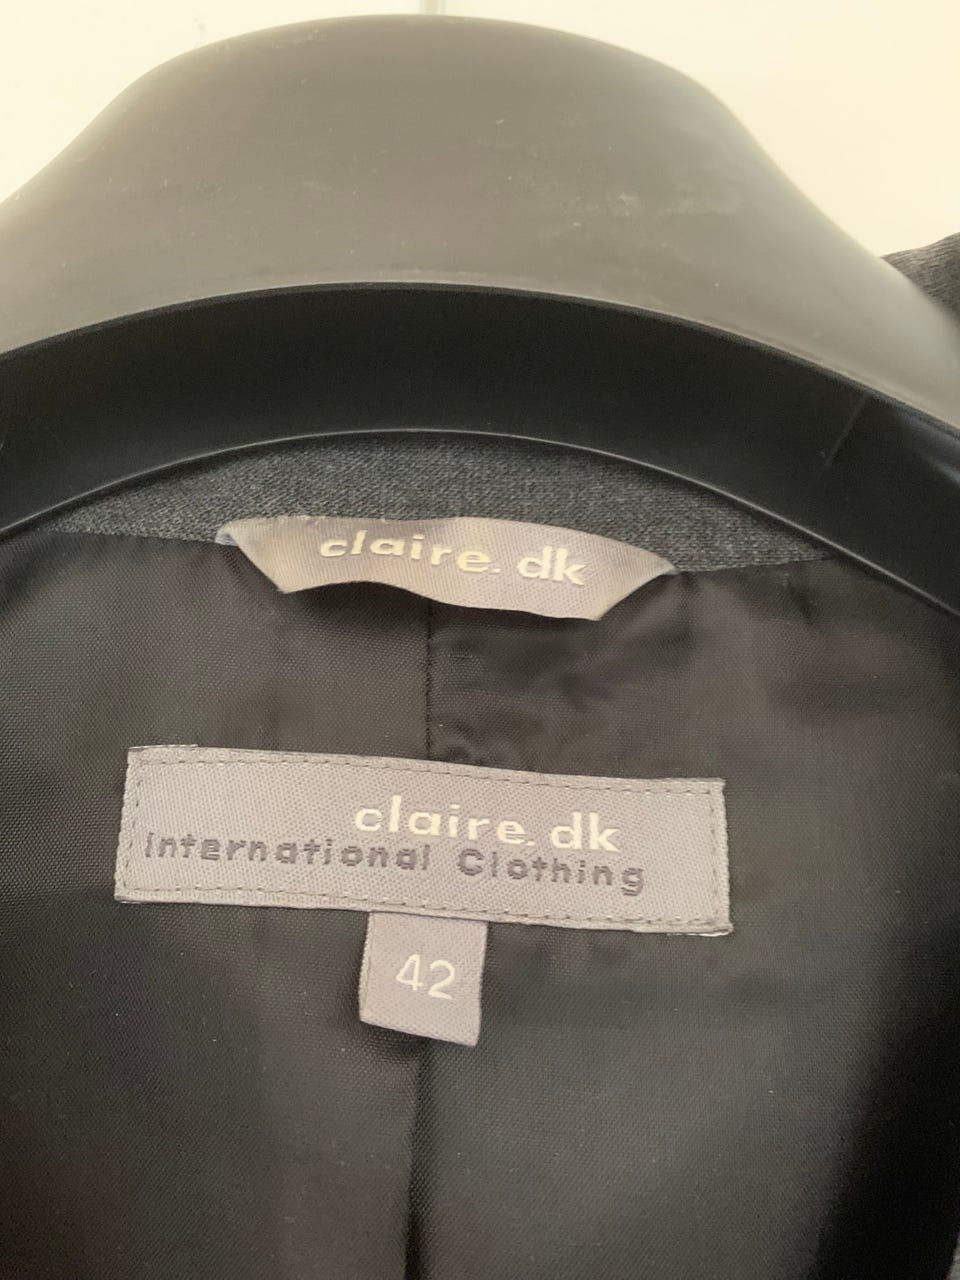 claire.dk
claire.dk
International Clothing
42